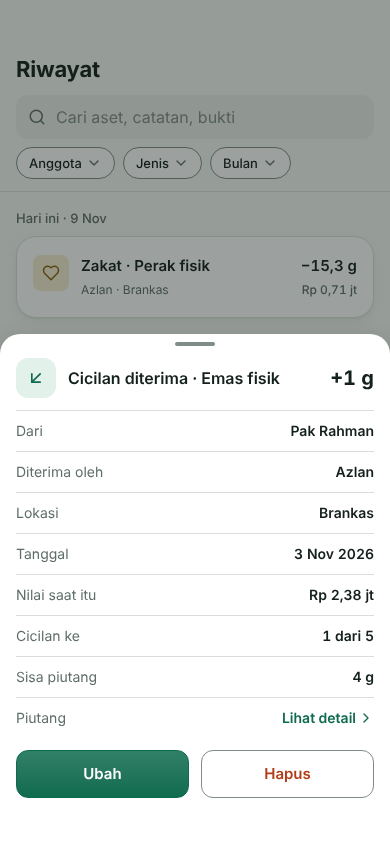 Riwayat
Cari aset, catatan, bukti
Anggota Jenis Bulan
Hari ini · 9 Nov
Zakat · Perak fisik −15,3 g
Azlan · Brankas Rp 0,71 jt
Cicilan diterima · Emas fisik +1 g
Dari Pak Rahman
Diterima oleh Azlan
Lokasi Brankas
Tanggal 3 Nov 2026
Nilai saat itu Rp 2,38 jt
Cicilan ke 1 dari 5
Sisa piutang 4 g
Piutang Lihat detail
Ubah Hapus